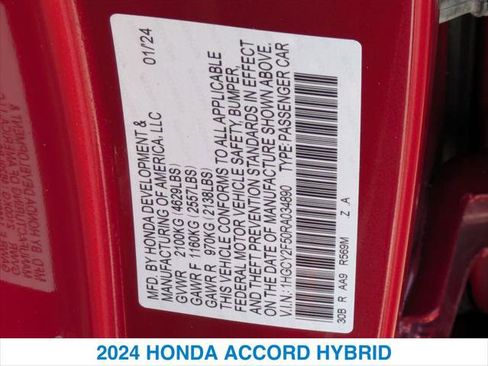 MFD. BY HONDA DEVELOPMENT &
MANUFACTURING OF AMERICA, LLC 01/24
GVWR 2100KG (4629LBS)
GAWR F 1160KG (2557LBS)
GAWR R 970KG (2138LBS)
THIS VEHICLE CONFORMS TO ALL APPLICABLE
FEDERAL MOTOR VEHICLE SAFETY, BUMPER,
AND THEFT PREVENTION STANDARDS IN EFFECT
ON THE DATE OF MANUFACTURE SHOWN ABOVE.
V.I.N.: 1HGCY2F50RA034890 TYPE:PASSENGER CAR
30B R AA9 R569M Z .A
2024 HONDA ACCORD HYBRID